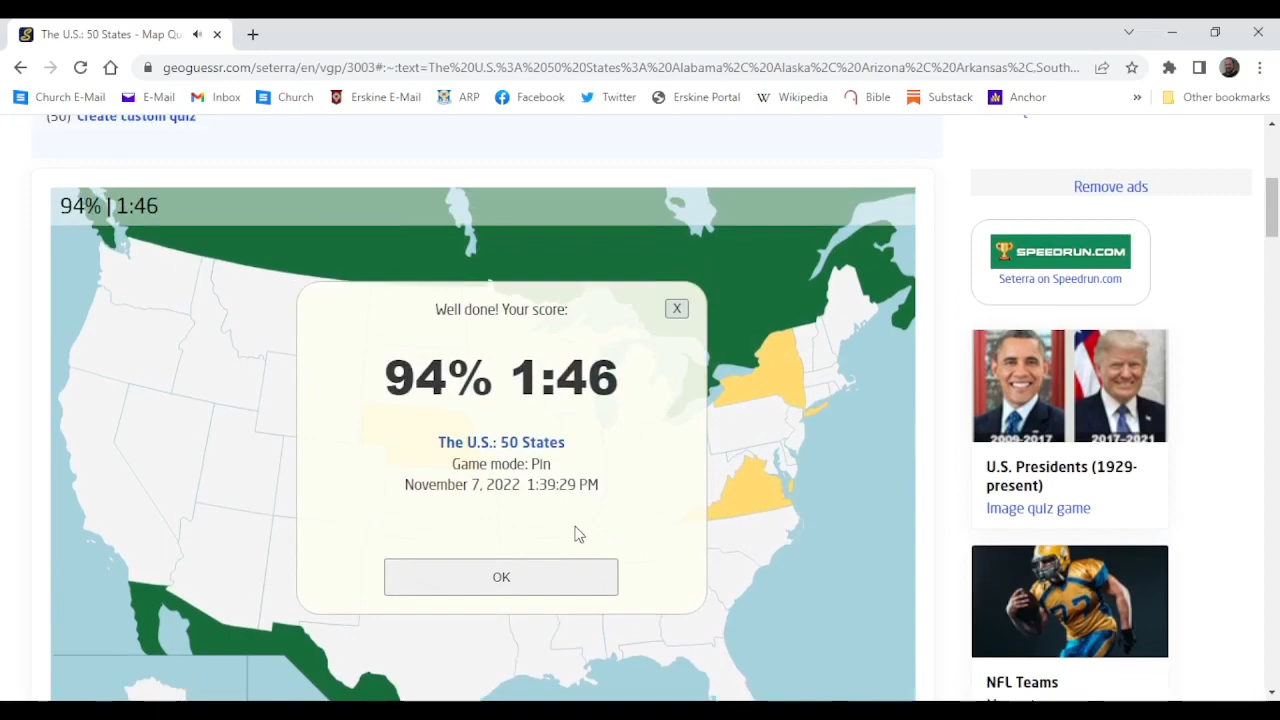 The U.S.: 50 States - Map Qu
geoguessr.com/seterra/en/vgp/3003#:~:text=The%20U.S.%3A%2050%20States%3A%20Alabama%2C%20Alaska%2C%20Arizona%2C%20Arkansas%2C,South...
Church E-Mail
E-Mail
Inbox
Church
Erskine E-Mail
ARP
Facebook
Twitter
Erskine Portal
Wikipedia
Bible
Substack
Anchor
»
Other bookmarks
(50) Create custom quiz
94% | 1:46
Well done! Your score:
X
94% 1:46
The U.S.: 50 States
Game mode: Pin
November 7, 2022 1:39:29 PM
OK
Remove ads
SPEEDRUN.COM
Seterra on Speedrun.com
2009-2017
2017-2021
U.S. Presidents (1929-
present)
Image quiz game
NFL Teams